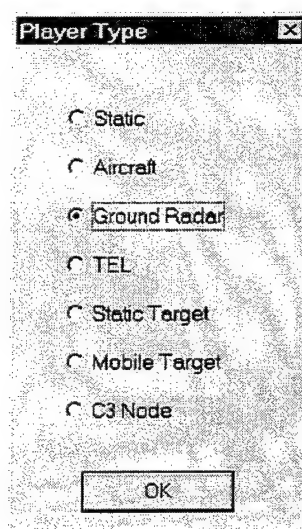 Player Type
Static
Aircraft
Ground Radar
TEL
Static Target
Mobile Target
C3 Node
OK